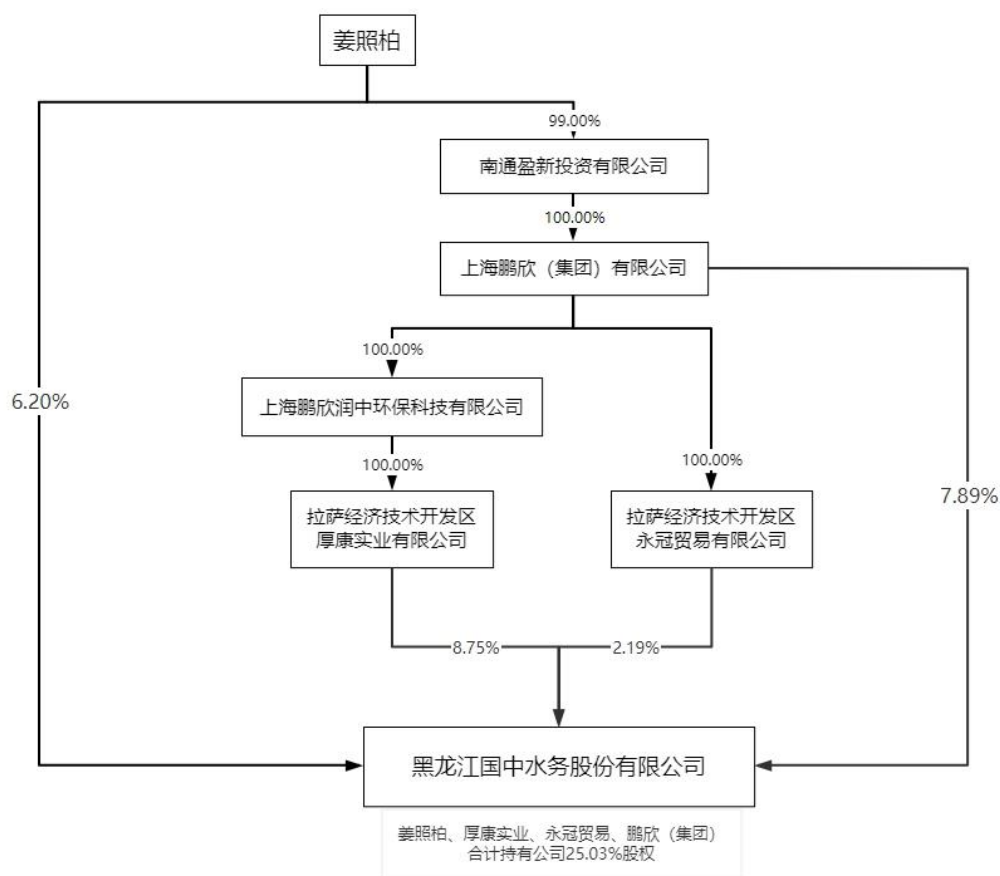 姜照柏
99.00%
南通盈新投资有限公司
100.00%
上海鹏欣（集团）有限公司
100.00%
上海鹏欣润中环保科技有限公司
6.20%
100.00%
100.00%
拉萨经济技术开发区
厚康实业有限公司
拉萨经济技术开发区
永冠贸易有限公司
7.89%
8.75%
2.19%
黑龙江国中水务股份有限公司
姜照柏、厚康实业、永冠贸易、鹏欣（集团）
合计持有公司25.03%股权